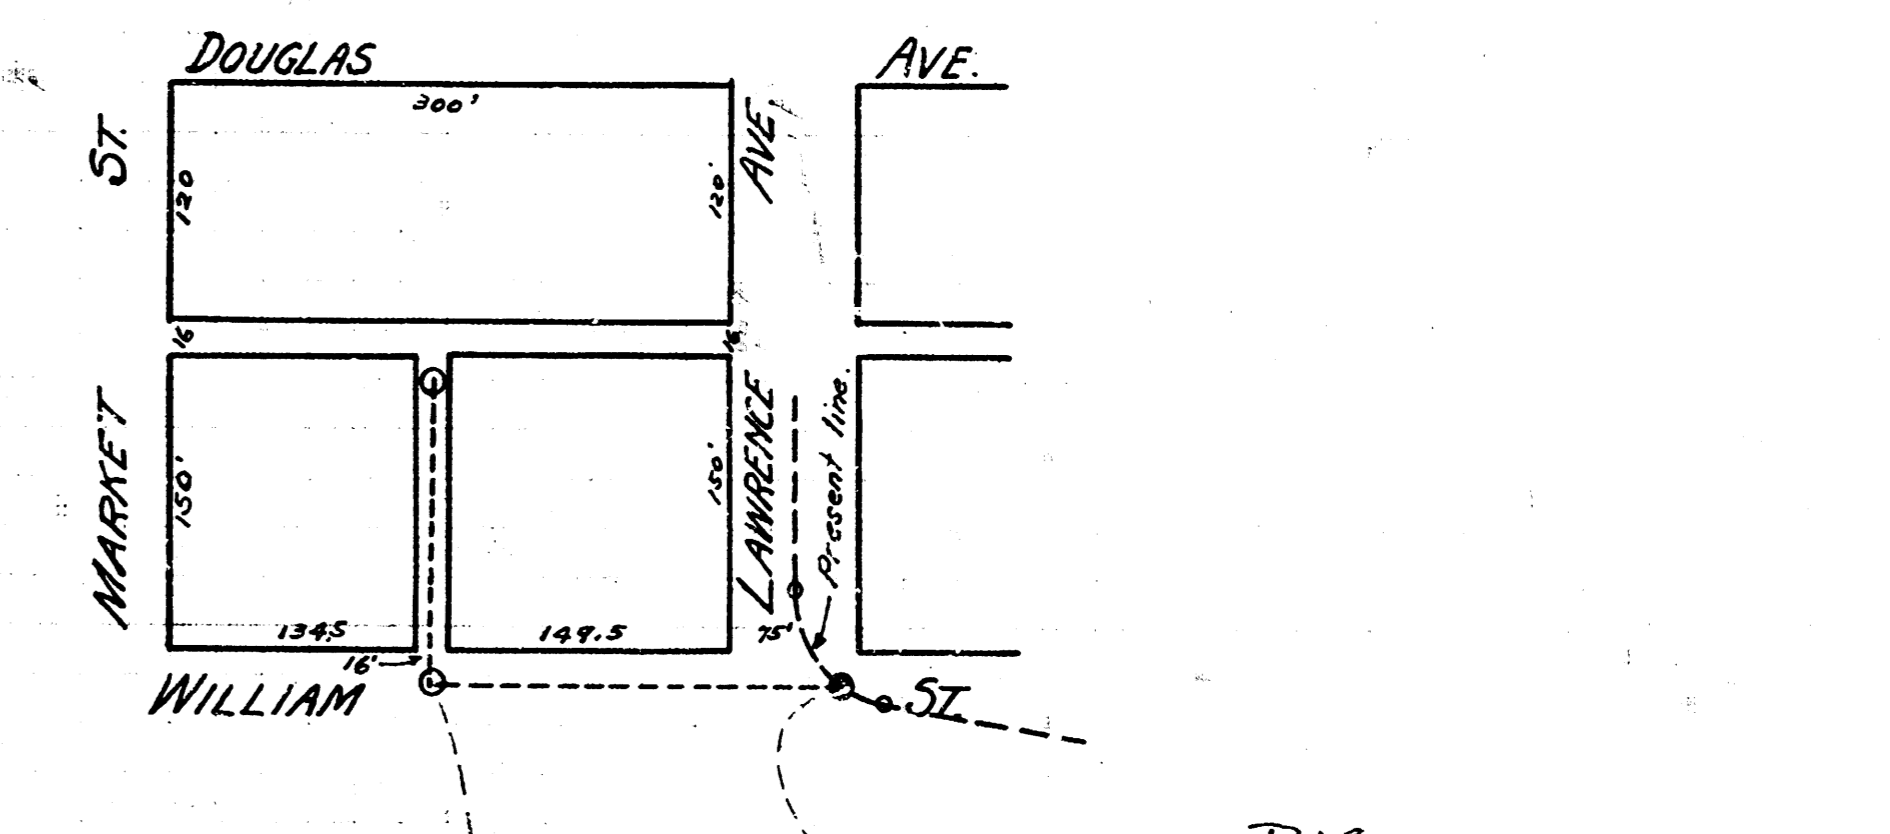 DOUGLAS AVE.
300'
ST.
120
120'
AVE.
16
16
MARKET
150'
150'
LAWRENCE
Present line.
134.5
149.5
75'
16'
WILLIAM ST.